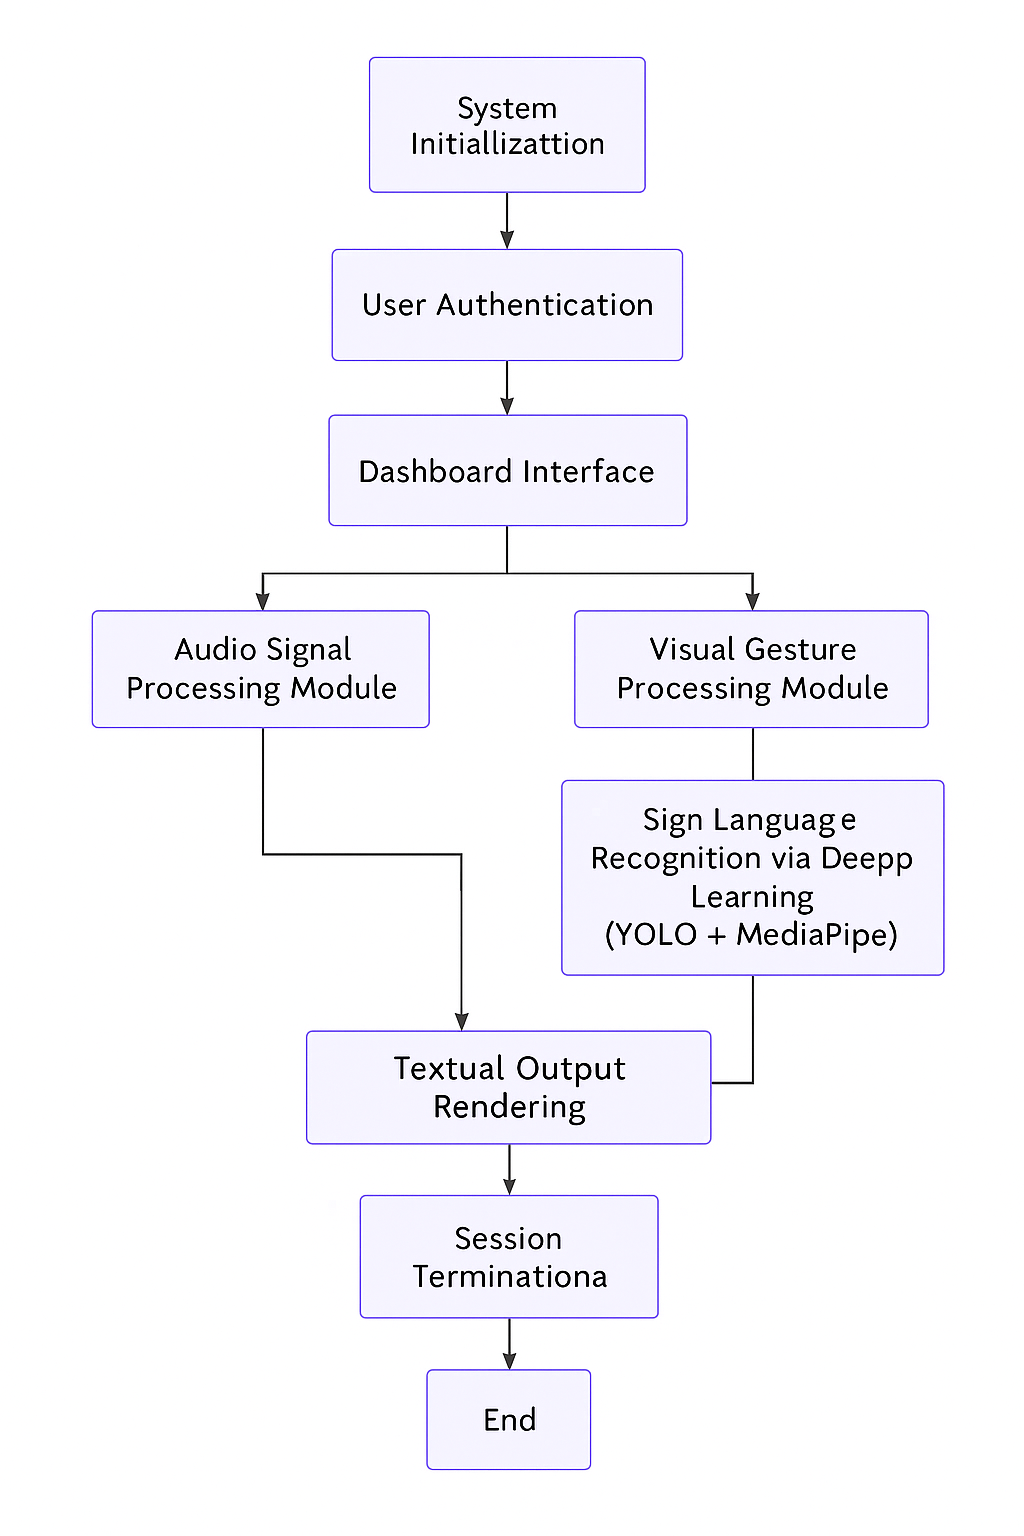 System
Initiallizattion
User Authentication
Dashboard Interface
Audio Signal
Processing Module
Visual Gesture
Processing Module
Sign Language
Recognition via Deepp
Learning
(YOLO + MediaPipe)
Textual Output
Rendering
Session
Terminationa
End